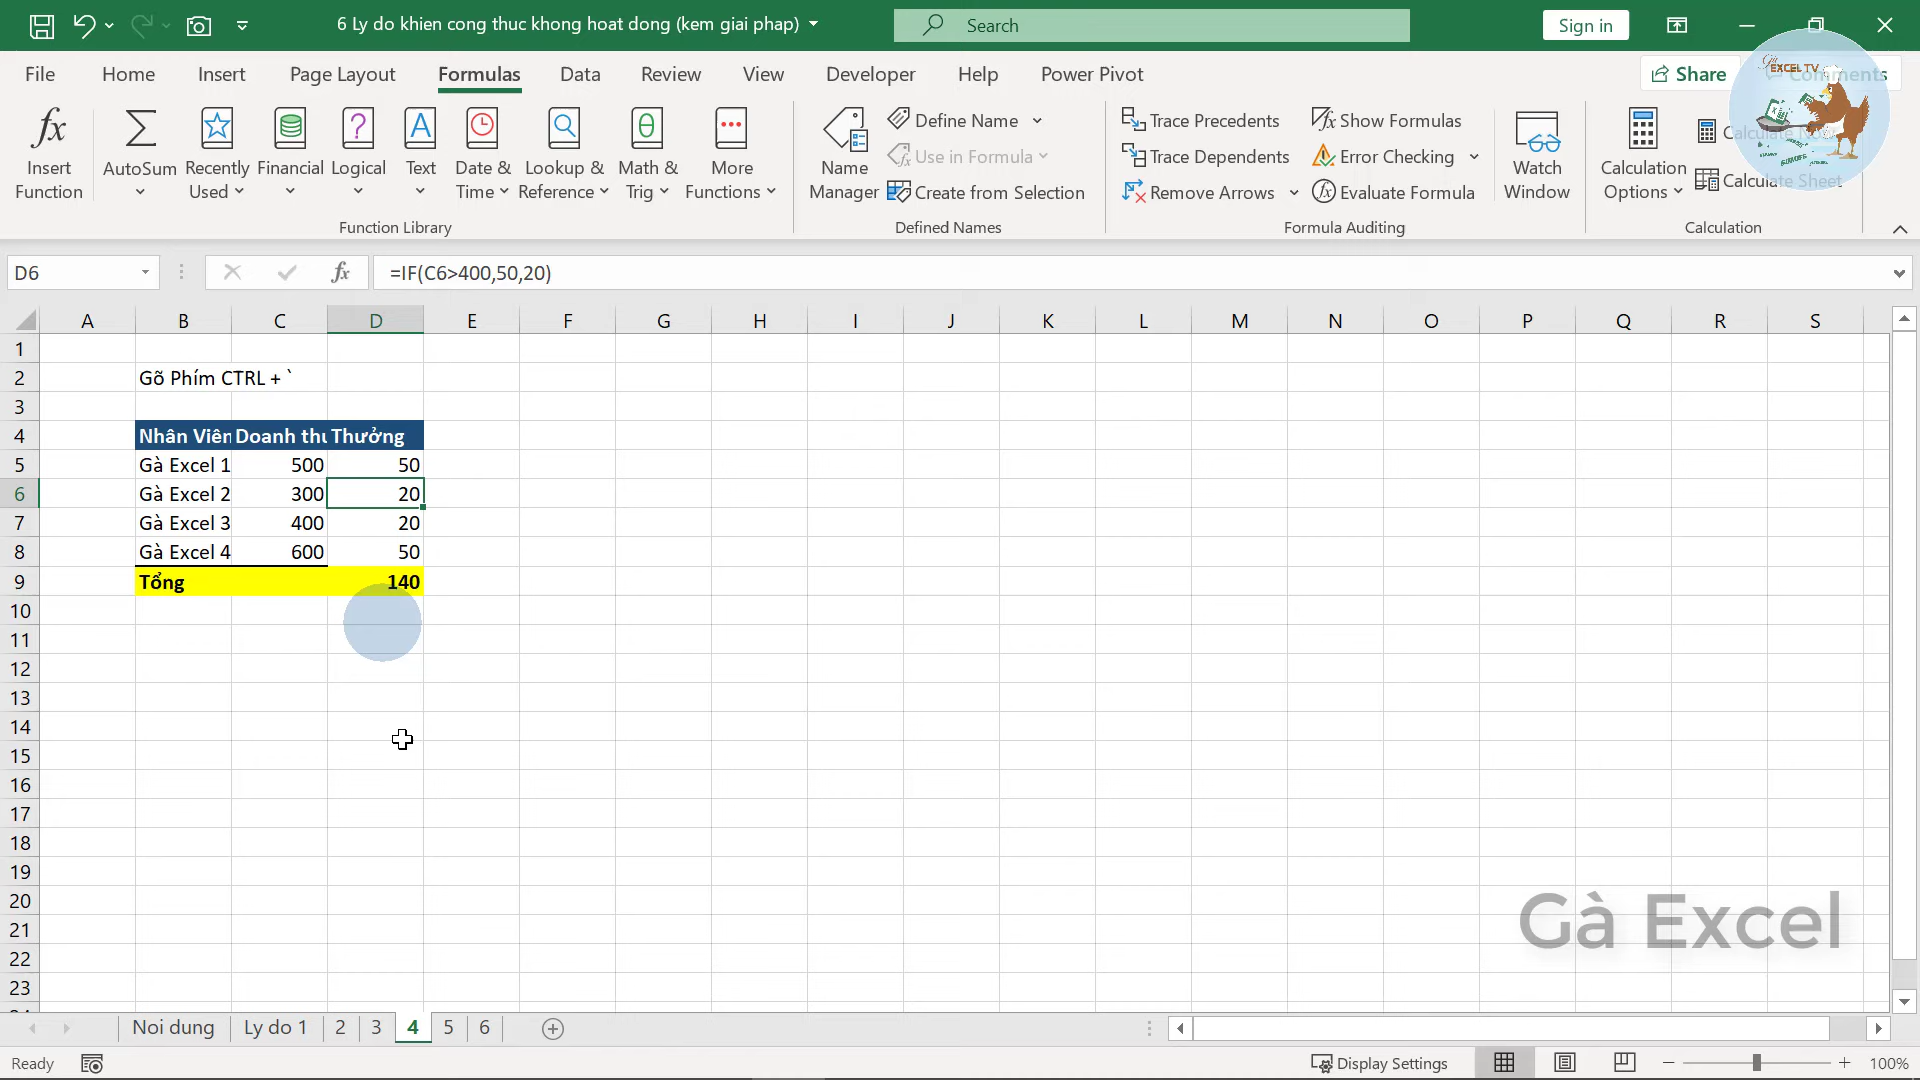 6 Ly do khien cong thuc khong hoat dong (kem giai phap)
Search
Sign in
File Home Insert Page Layout Formulas Data Review View Developer Help Power Pivot
Share Comments
Gà EXCEL TV
Insert Function
AutoSum
Recently Used
Financial
Logical
Text
Date & Time
Lookup & Reference
Math & Trig
More Functions
Function Library
Name Manager
Define Name
Use in Formula
Create from Selection
Defined Names
Trace Precedents
Trace Dependents
Remove Arrows
Show Formulas
Error Checking
Evaluate Formula
Formula Auditing
Watch Window
Calculation Options
Calculate Now
Calculate Sheet
Calculation
D6 fx =IF(C6>400,50,20)
A B C D E F G H I J K L M N O P Q R S
1
2 Gõ Phím CTRL + `
3
4 Nhân Viên Doanh thu Thưởng
5 Gà Excel 1 500 50
6 Gà Excel 2 300 20
7 Gà Excel 3 400 20
8 Gà Excel 4 600 50
9 Tổng 140
10
11
12
13
14
15
16
17
18
19
20
21
22
23
Gà Excel
Noi dung Ly do 1 2 3 4 5 6
Ready
Display Settings
100%